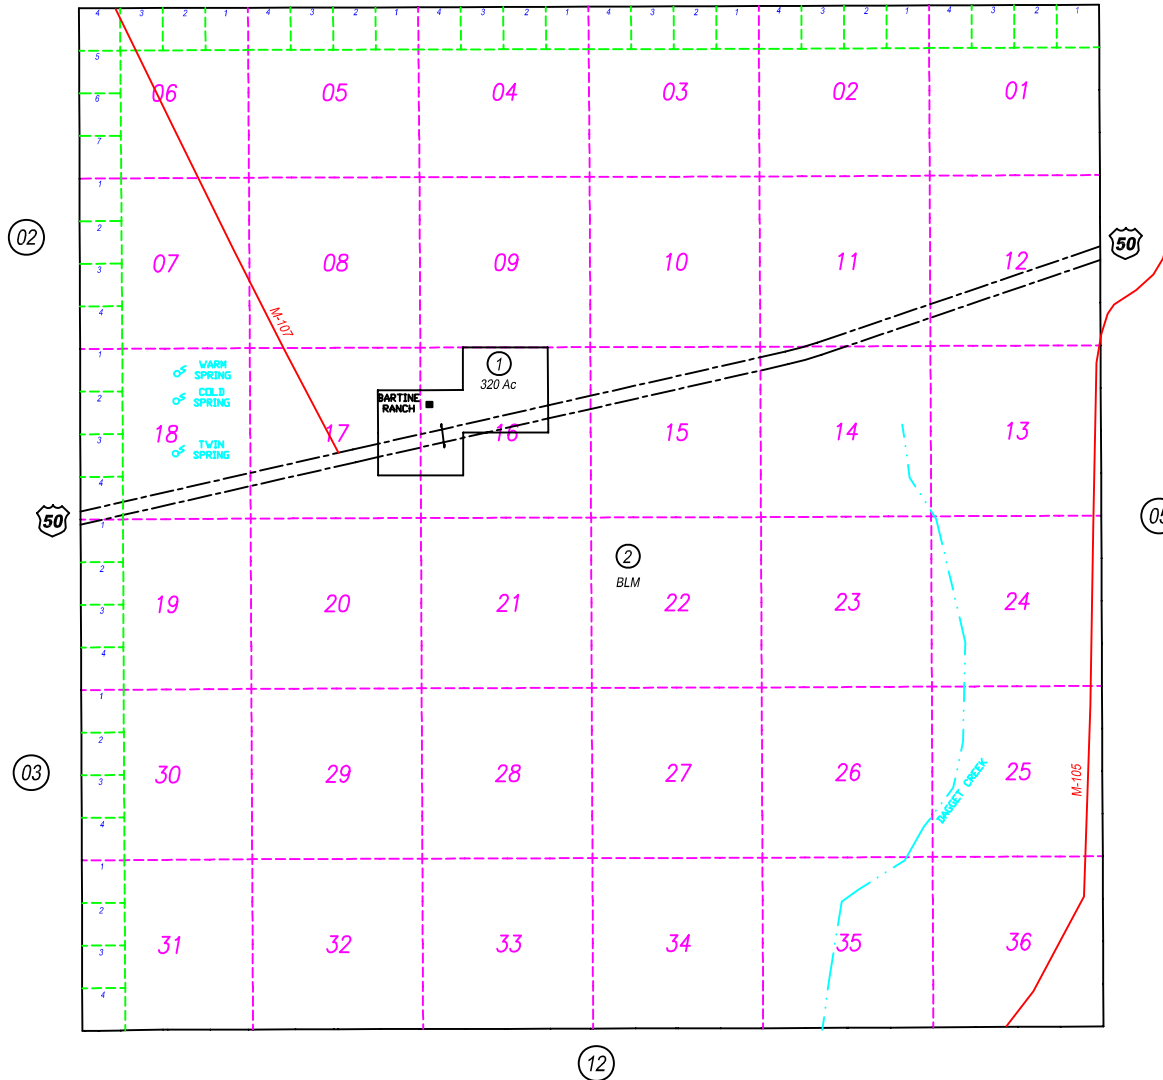 4 3 2 1 4 3 2 1 4 3 2 1 4 3 2 1 4 3 2 1 4 3 2 1
5
06 05 04 03 02 01
6
7
1
2
02
50
07 08 09 10 11 12
3
4
M-107
1
WARM
SPRING
1
320 Ac
2
COLD
SPRING
BARTINE
RANCH
18 17 16 15 14 13
3
TWIN
SPRING
4
50
05
1
2
BLM
2
19 20 21 22 23 24
3
4
1
2
03
30 29 28 27 26 25
3
M-105
DAGGET CREEK
4
1
2
31 32 33 34 35 36
3
4
12